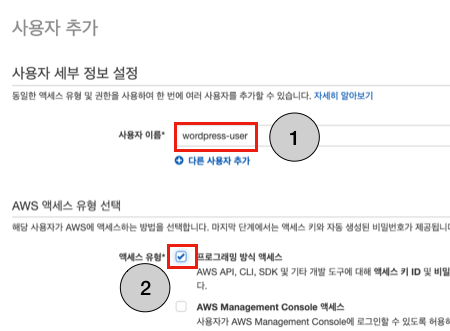 사용자 추가
사용자 세부 정보 설정
동일한 액세스 유형 및 권한을 사용하여 한 번에 여러 사용자를 추가할 수 있습니다. 자세히 알아보기
사용자 이름* wordpress-user 1
다른 사용자 추가
AWS 액세스 유형 선택
해당 사용자가 AWS에 액세스하는 방법을 선택합니다. 마지막 단계에서는 액세스 키와 자동 생성된 비밀번호가 제공됩니
액세스 유형* 프로그래밍 방식 액세스
AWS API, CLI, SDK 및 기타 개발 도구에 대해 액세스 키 ID 및 비밀
다.
2
AWS Management Console 액세스
사용자가 AWS Management Console에 로그인할 수 있도록 허용하